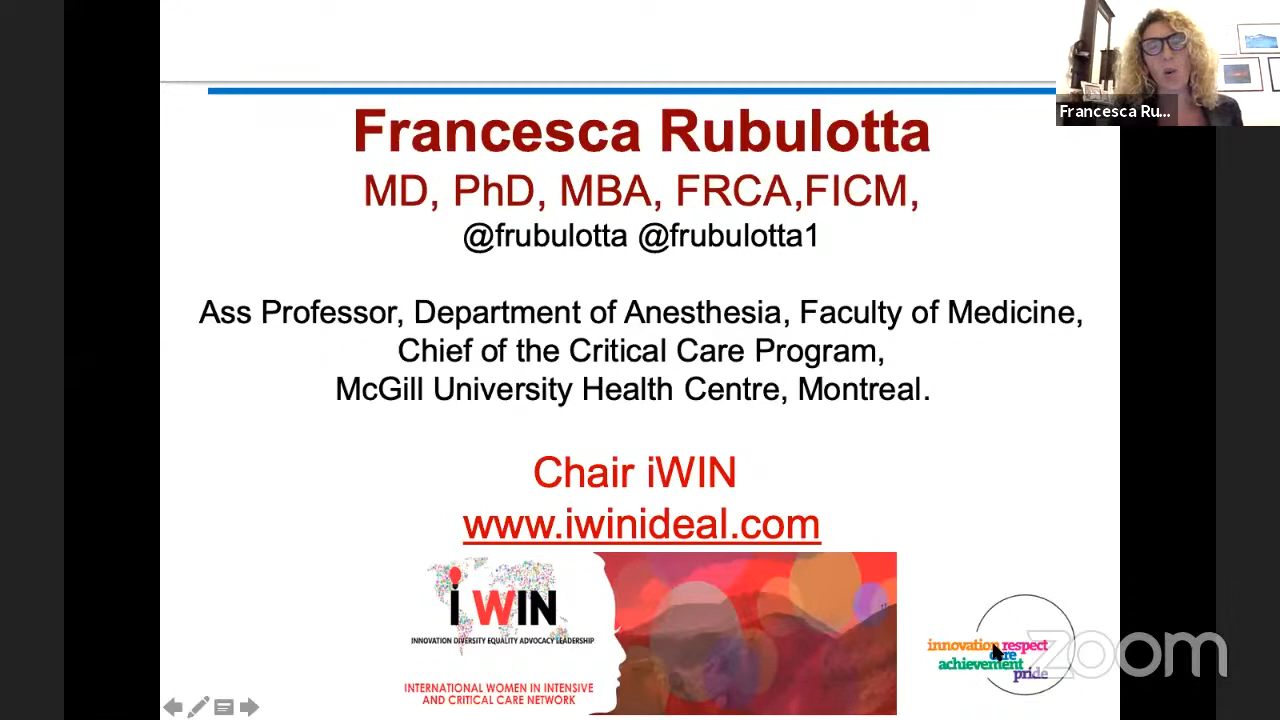 Francesca Ru...
Francesca Rubulotta
MD, PhD, MBA, FRCA,FICM,
@frubulotta @frubulotta1
Ass Professor, Department of Anesthesia, Faculty of Medicine,
Chief of the Critical Care Program,
McGill University Health Centre, Montreal.
Chair iWIN
www.iwinideal.com
i WIN
INNOVATION DIVERSITY EQUALITY ADVOCACY LEADERSHIP
INTERNATIONAL WOMEN IN INTENSIVE
AND CRITICAL CARE NETWORK
innovation respect
care
achievement
pride
zoom